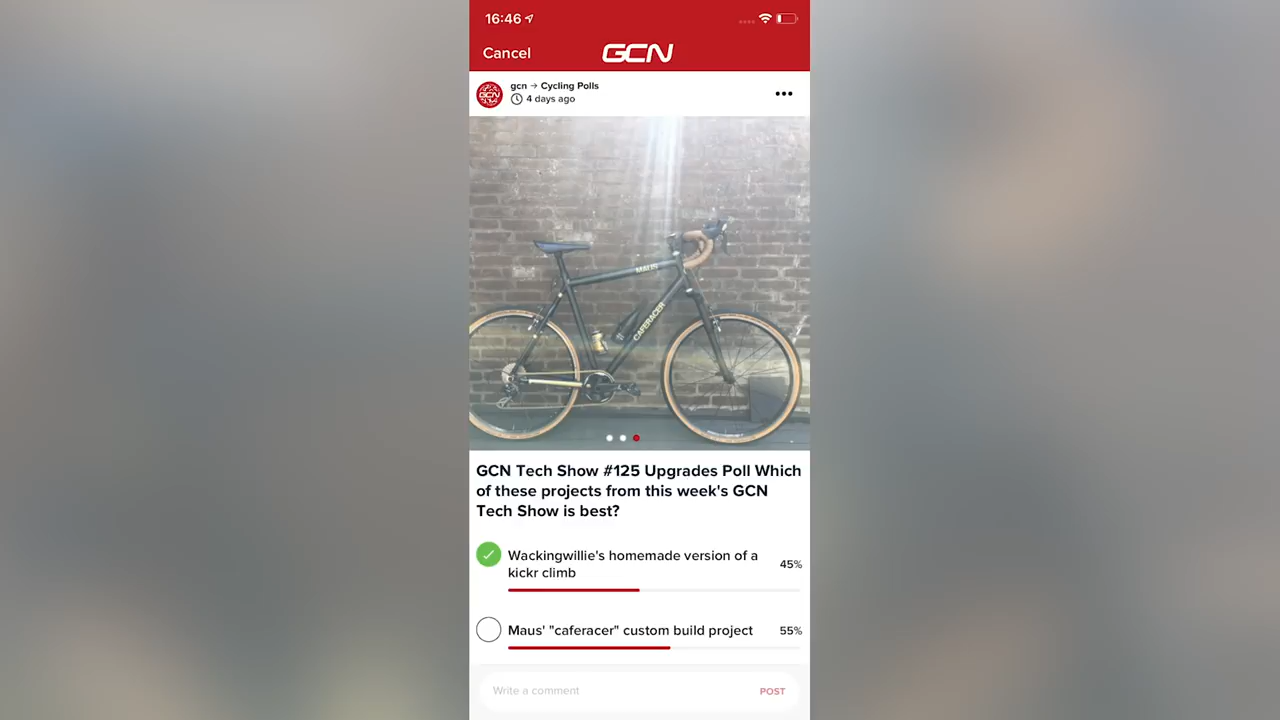 16:46
Cancel
GCN
gcn → Cycling Polls
4 days ago
MAUS
CAFERACER
GCN Tech Show #125 Upgrades Poll Which
of these projects from this week's GCN
Tech Show is best?
Wackingwillie's homemade version of a
kickr climb
45%
Maus' "caferacer" custom build project
55%
Write a comment
POST